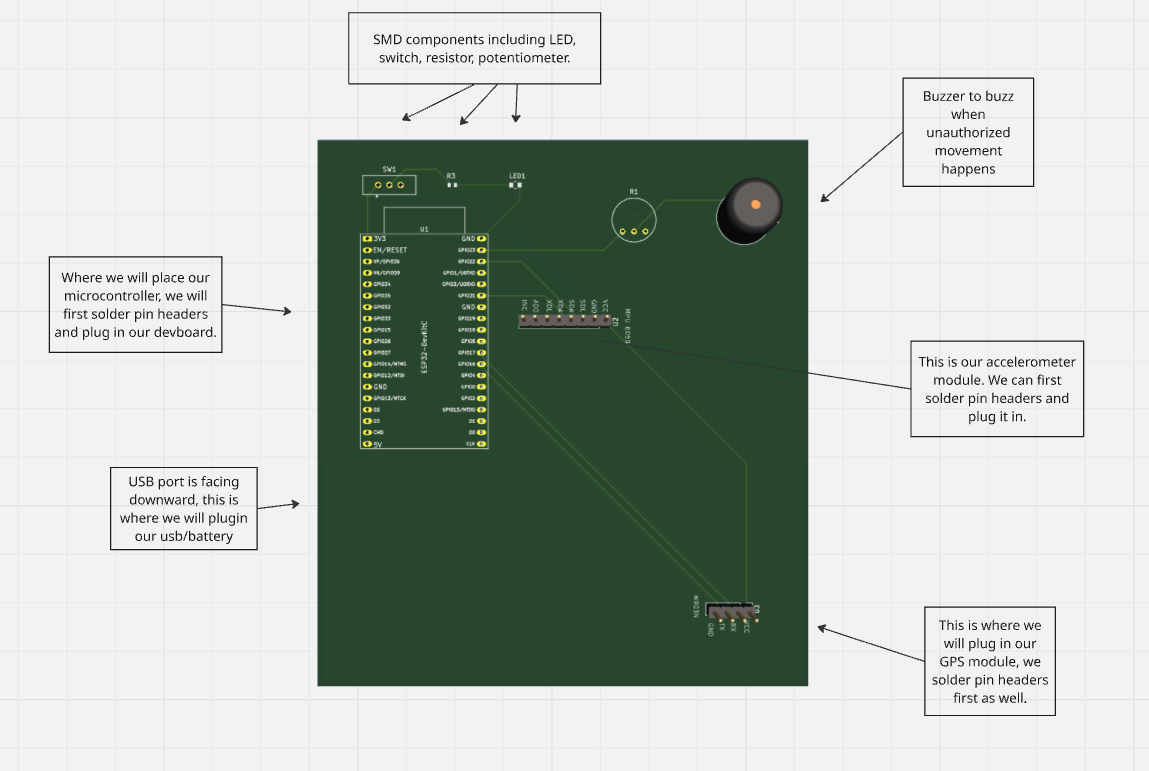 SMD components including LED,
switch, resistor, potentiometer.
Buzzer to buzz
when
unauthorized
movement
happens
Where we will place our
microcontroller, we will
first solder pin headers
and plug in our devboard.
USB port is facing
downward, this is
where we will plugin
our usb/battery
This is our accelerometer
module. We can first
solder pin headers and
plug it in.
This is where we
will plug in our
GPS module, we
solder pin headers
first as well.
SW1
R3
LED1
R1
U1
3V3
EN/RESET
VP/GPIO36
VN/GPIO39
GPIO34
GPIO35
GPIO32
GPIO33
GPIO25
GPIO26
GPIO27
GPIO14/MTMS
GPIO12/MTDI
GND
GPIO13/MTCK
D2
D3
CMD
5V
ESP32-DevKitC
GND
GPIO23
GPIO22
GPIO1/U0TXD
GPIO3/U0RXD
GPIO21
GND
GPIO19
GPIO18
GPIO5
GPIO17
GPIO16
GPIO4
GPIO0
GPIO2
GPIO15/MTDO
D1
D0
CLK
INC
ADO
XDL
XDA
SDA
SDL
GND
VCC
U2
MPU 6050
U3
GND
TX
RX
VCC